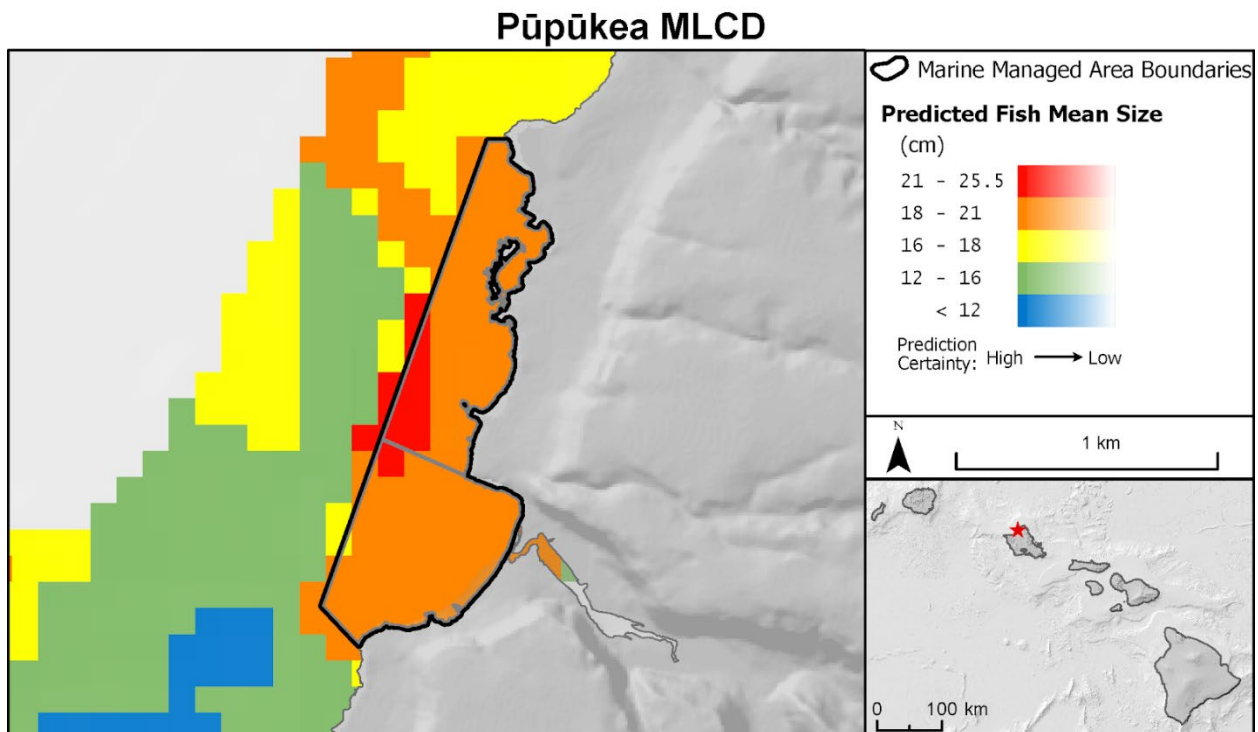 Pūpūkea MLCD
Marine Managed Area Boundaries
Predicted Fish Mean Size
(cm)
21 - 25.5
18 - 21
16 - 18
12 - 16
< 12
Prediction
Certainty: High Low
N
1 km
0 100 km